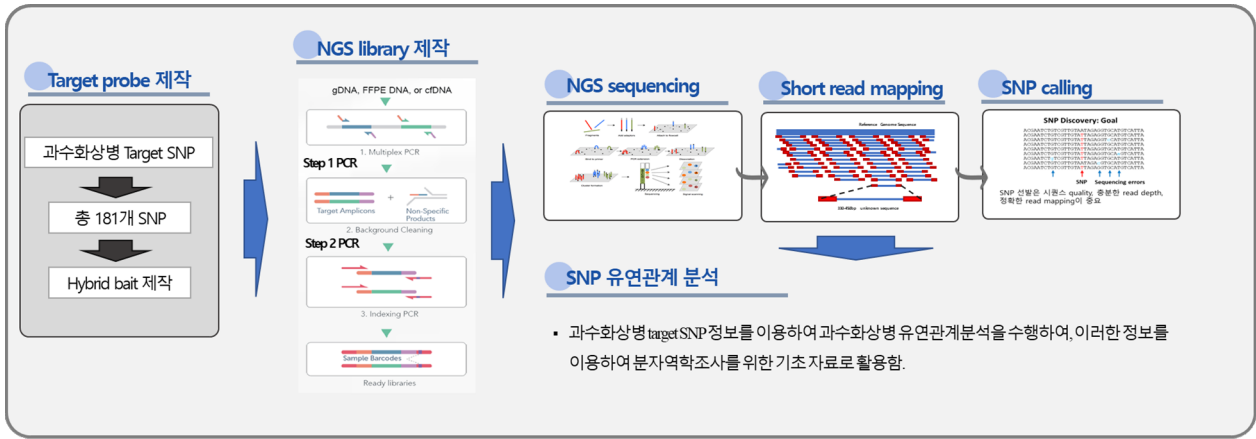 Target probe 제작
과수화상병 Target SNP
총 181개 SNP
Hybrid bait 제작
NGS library 제작
gDNA, FFPE DNA, or cfDNA
1. Multiplex PCR
Step 1 PCR
Target Amplicons
+
Non-Specific
Products
2. Background Cleaning
Step 2 PCR
3. Indexing PCR
Sample Barcodes
Ready libraries
NGS sequencing
Short read mapping
Reference Genome Sequence
unknown sequence
SNP calling
SNP Discovery: Goal
SNP Sequencing errors
SNP 선발은 시퀀스 quality, 충분한 read depth,
정확한 read mapping이 중요
SNP 유연관계 분석
▪ 과수화상병 target SNP 정보를 이용하여 과수화상병 유연관계분석을 수행하여, 이러한 정보를
이용하여 분자역학조사를 위한 기초 자료로 활용함.